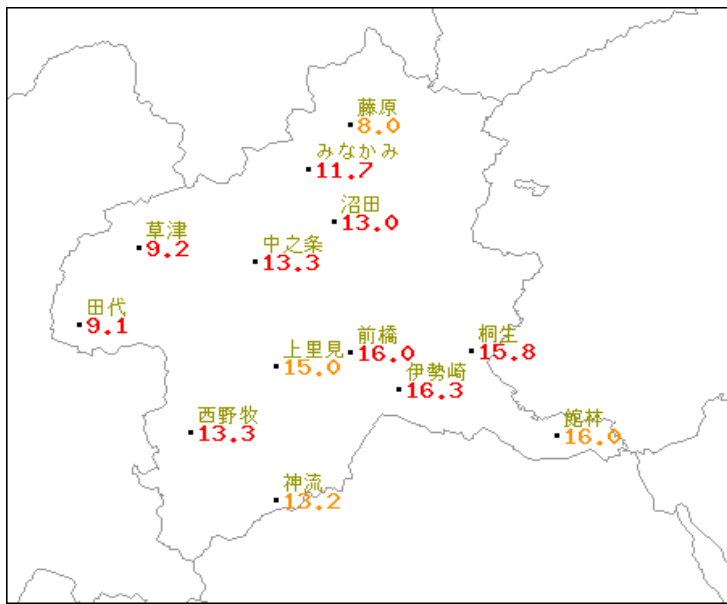 藤原
8.0
みなかみ
11.7
沼田
13.0
草津
9.2
中之条
13.3
田代
9.1
前橋
16.0
桐生
15.8
上里見
15.0
伊勢崎
16.3
西野牧
13.3
館林
16.0
神流
13.2